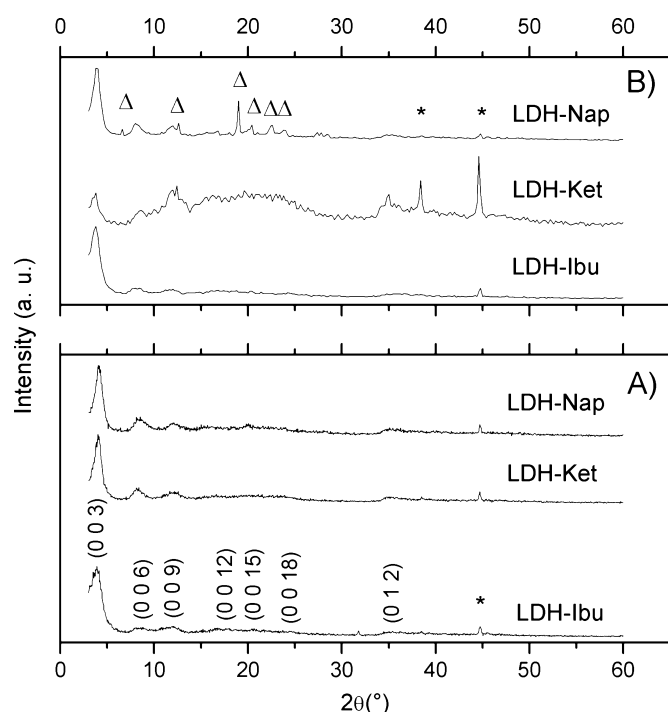 0 10 20 30 40 50 60
B)
Δ Δ Δ Δ Δ Δ * *
LDH-Nap
LDH-Ket
LDH-Ibu
Intensity (a. u.)
A)
LDH-Nap
LDH-Ket
(0 0 3) (0 0 6) (0 0 9) (0 0 12) (0 0 15) (0 0 18) (0 1 2) *
LDH-Ibu
0 10 20 30 40 50 60
2θ(°)